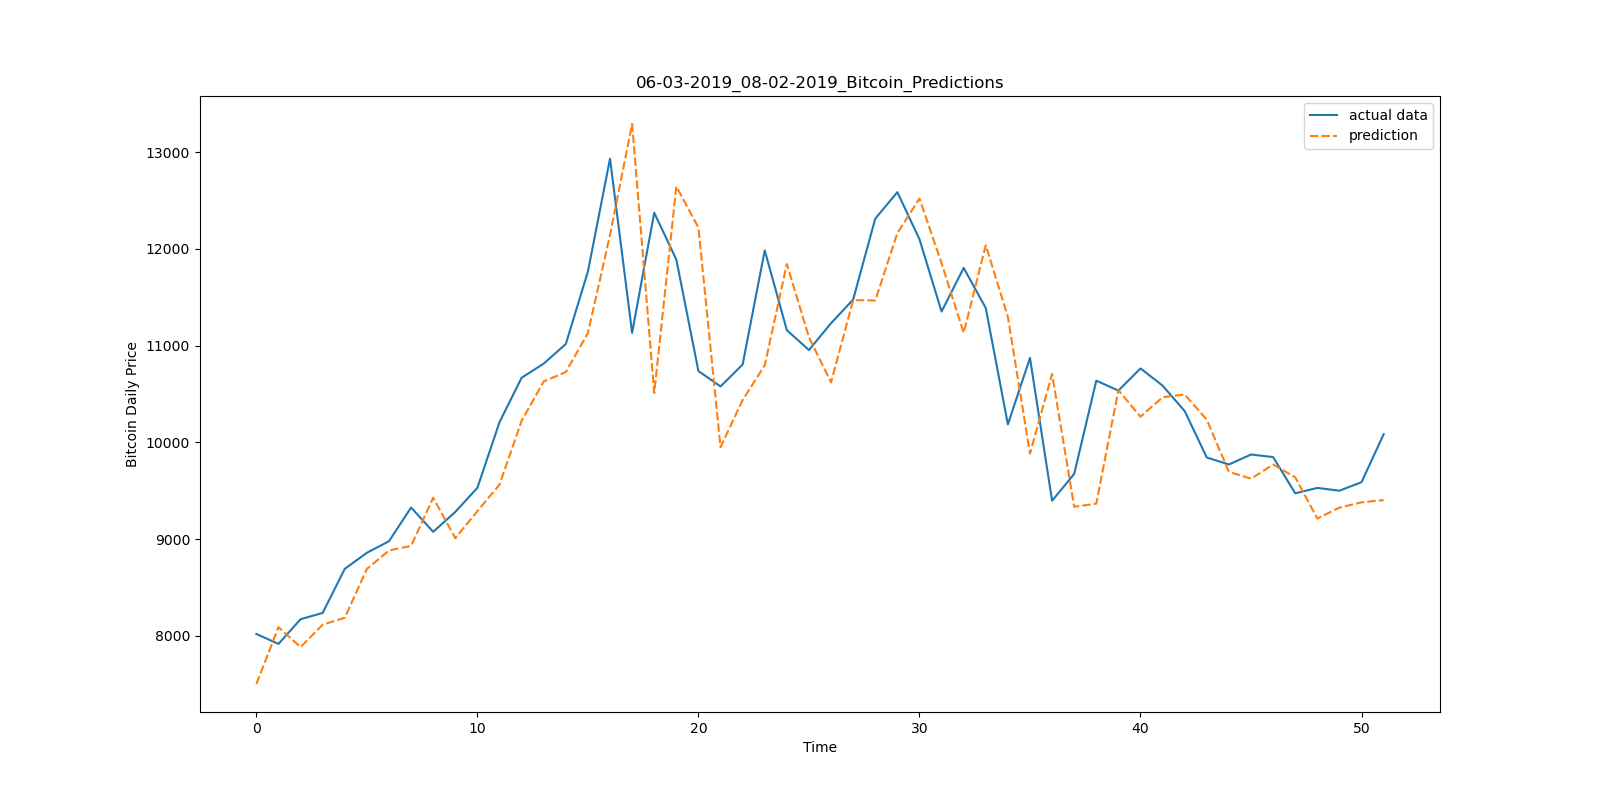 06-03-2019_08-02-2019_Bitcoin_Predictions
actual data
prediction
13000
12000
11000
10000
9000
8000
Bitcoin Daily Price
0 10 20 30 40 50
Time